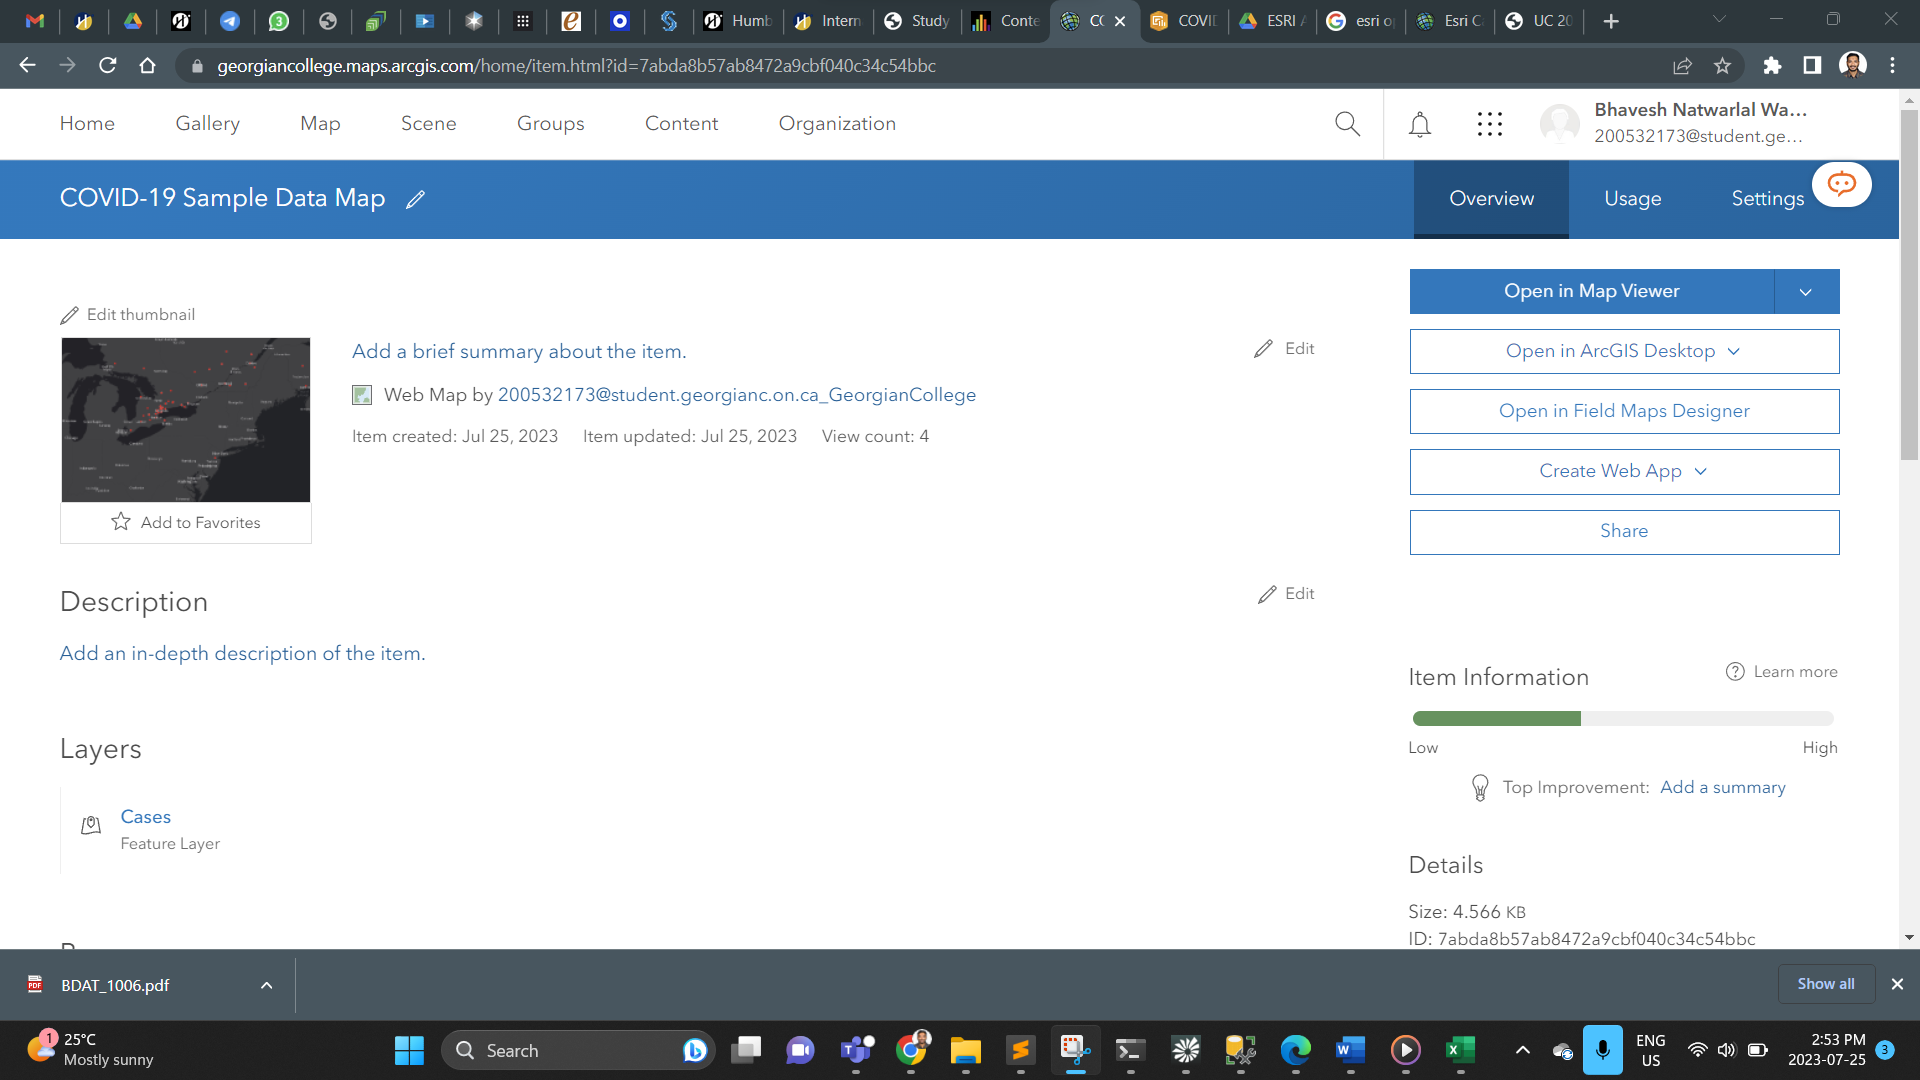 Humb
Intern
Study
Conte
CC
COVID
ESRI A
esri o
Esri C
UC 20
georgiancollege.maps.arcgis.com/home/item.html?id=7abda8b57ab8472a9cbf040c34c54bbc
Home
Gallery
Map
Scene
Groups
Content
Organization
Bhavesh Natwarlal Wa...
200532173@student.ge...
COVID-19 Sample Data Map
Overview
Usage
Settings
Edit thumbnail
Add to Favorites
Add a brief summary about the item.
Edit
Web Map by 200532173@student.georgianc.on.ca_GeorgianCollege
Item created: Jul 25, 2023 Item updated: Jul 25, 2023 View count: 4
Open in Map Viewer
Open in ArcGIS Desktop
Open in Field Maps Designer
Create Web App
Share
Description
Edit
Add an in-depth description of the item.
Layers
Cases
Feature Layer
Item Information
Learn more
Low
High
Top Improvement: Add a summary
Details
Size: 4.566 KB
ID: 7abda8b57ab8472a9cbf040c34c54bbc
PDF
BDAT_1006.pdf
Show all
1
25°C
Mostly sunny
Search
ENG
US
2:53 PM
2023-07-25
3